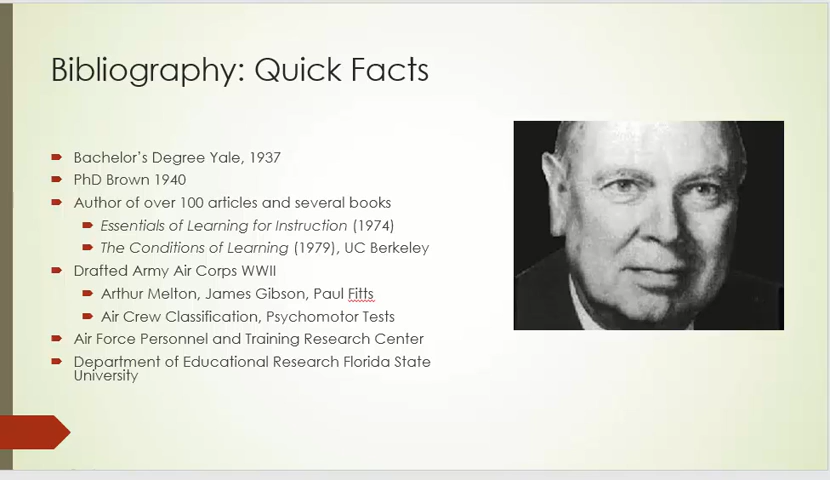 Bibliography: Quick Facts
Bachelor's Degree Yale, 1937
PhD Brown 1940
Author of over 100 articles and several books
Essentials of Learning for Instruction (1974)
The Conditions of Learning (1979), UC Berkeley
Drafted Army Air Corps WWII
Arthur Melton, James Gibson, Paul Fitts
Air Crew Classification, Psychomotor Tests
Air Force Personnel and Training Research Center
Department of Educational Research Florida State
University